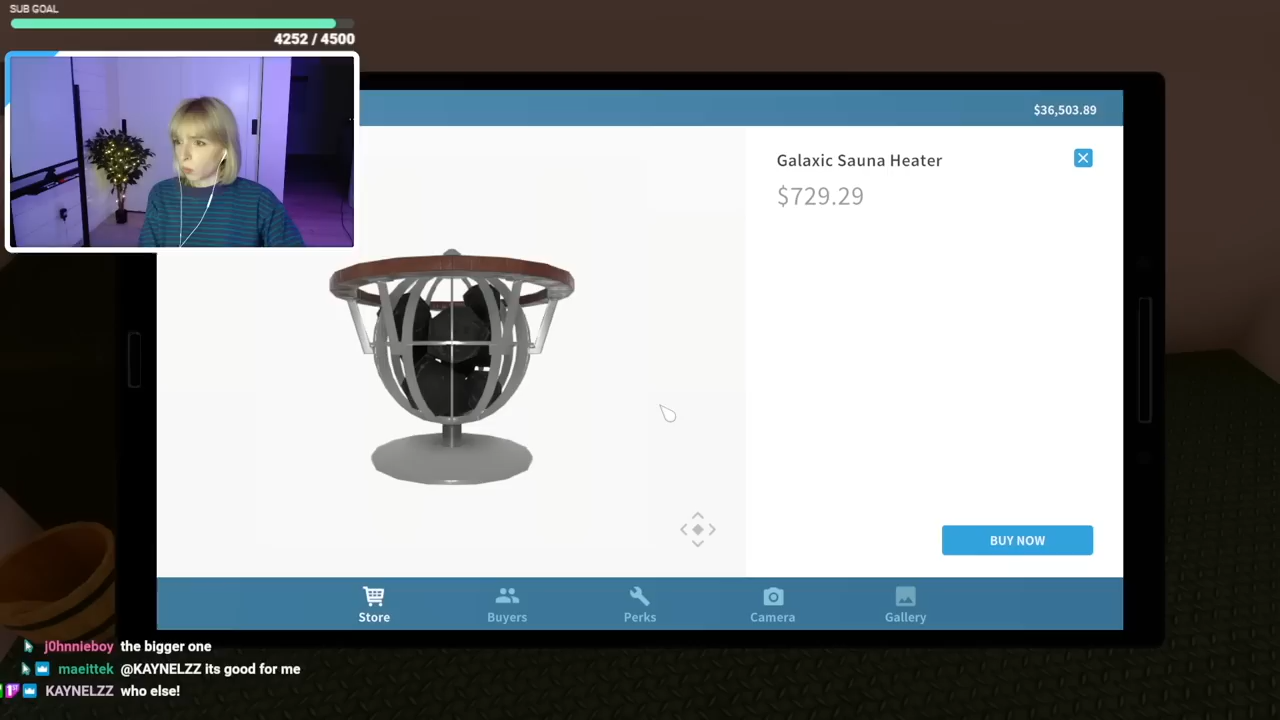 SUB GOAL
4252 / 4500
$36,503.89
Galaxic Sauna Heater
$729.29
BUY NOW
Store
Buyers
Perks
Camera
Gallery
j0hnnieboy the bigger one
maeittek @KAYNELZZ its good for me
KAYNELZZ who else!